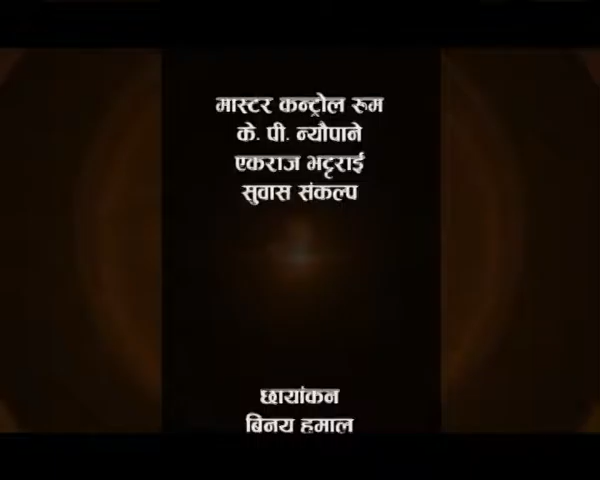 मास्टर कन्ट्रोल रूम
के. पी. न्यौपाने
एकराज भट्टराई
सुवास संकल्प
छायांकन
बिनय हमाल